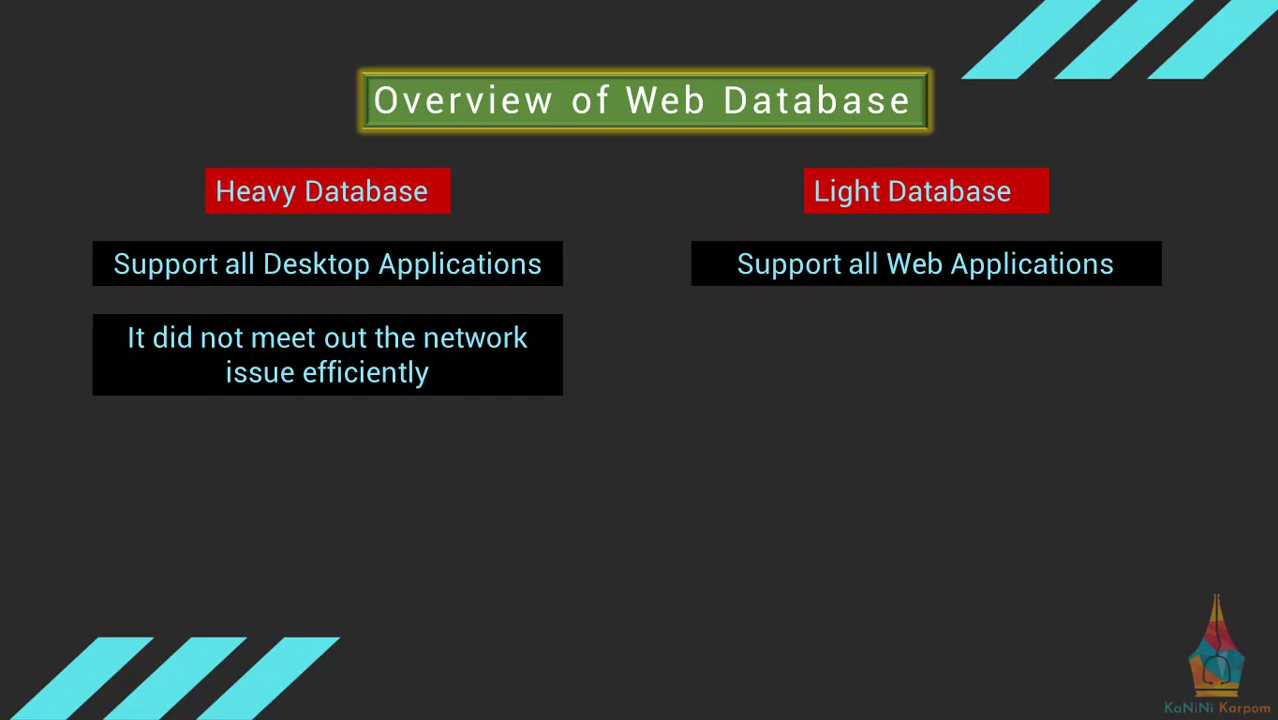 Overview of Web Database
Heavy Database
Light Database
Support all Desktop Applications
Support all Web Applications
It did not meet out the network
issue efficiently
KaNiNi Karpom